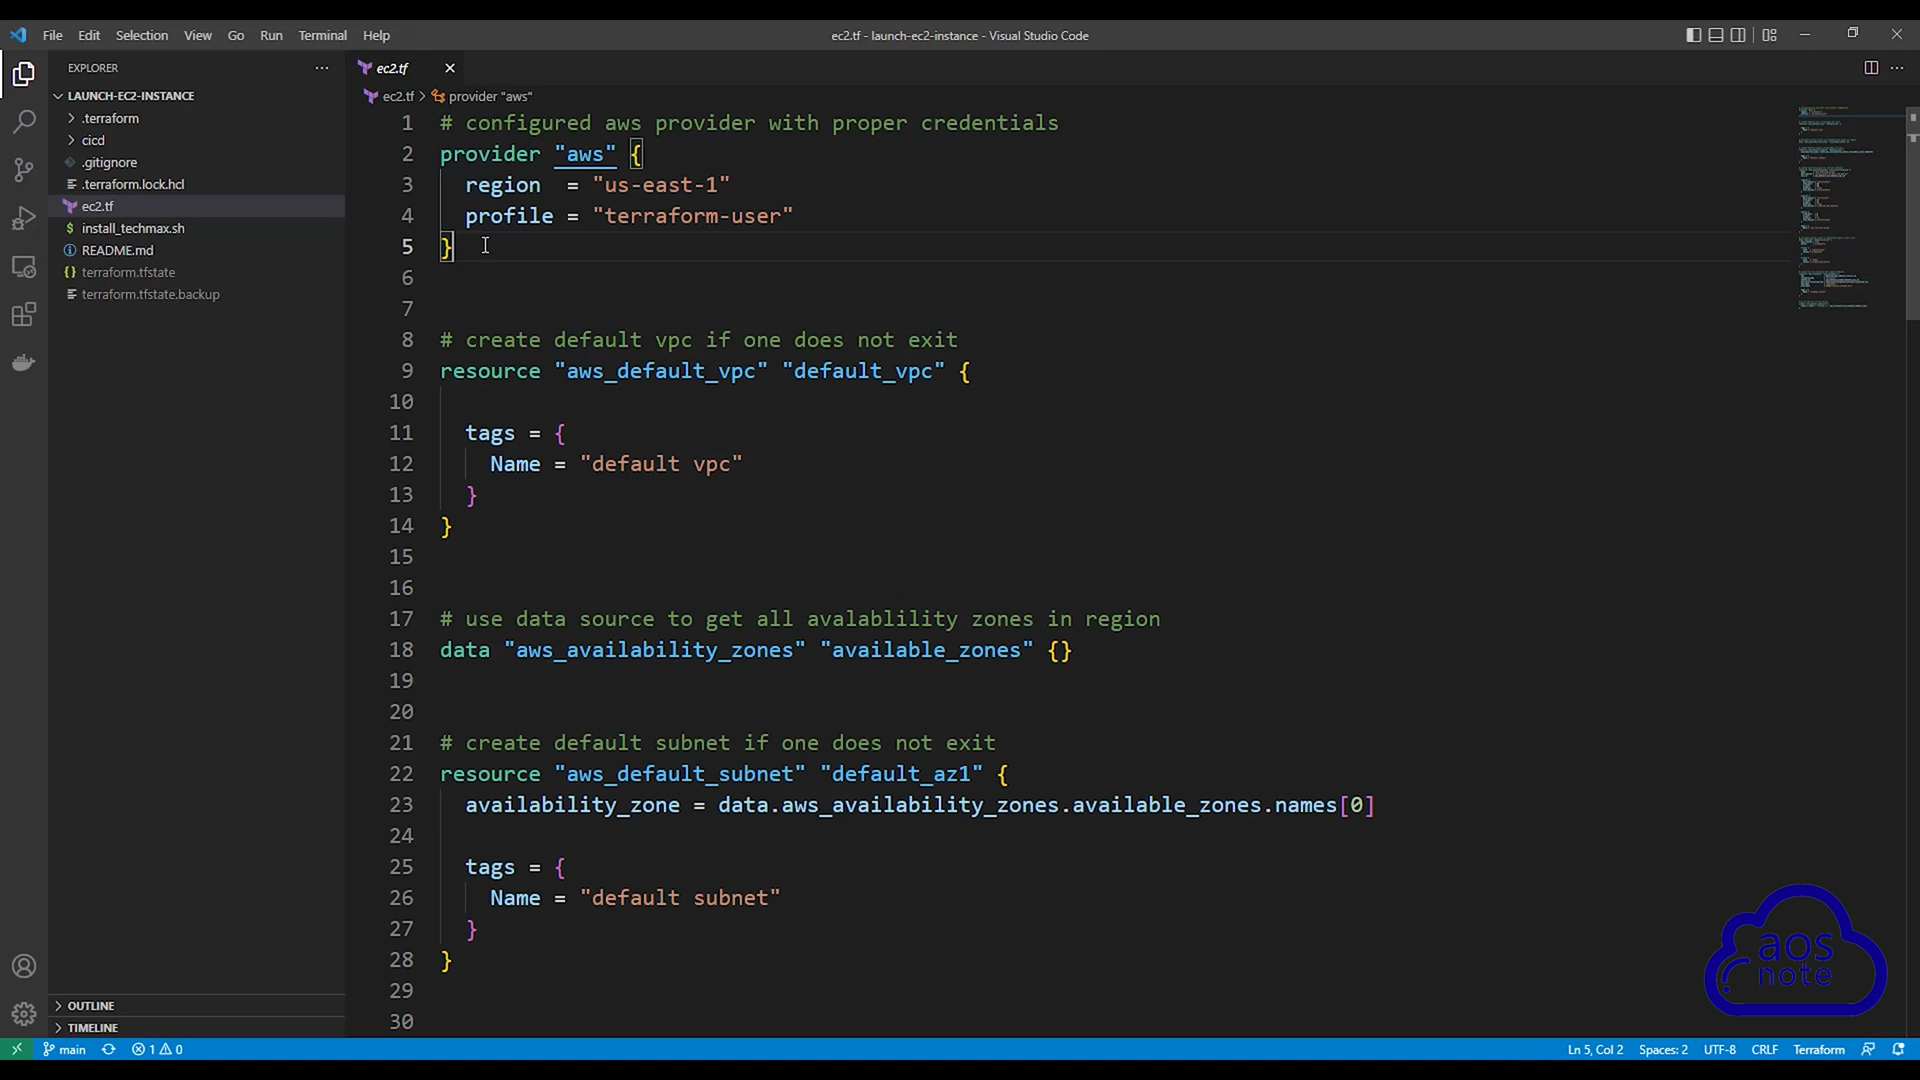 File Edit Selection View Go Run Terminal Help
ec2.tf - launch-ec2-instance - Visual Studio Code
EXPLORER
LAUNCH-EC2-INSTANCE
.terraform
cicd
.gitignore
.terraform.lock.hcl
ec2.tf
install_techmax.sh
README.md
terraform.tfstate
terraform.tfstate.backup
OUTLINE
TIMELINE
ec2.tf
ec2.tf > provider "aws"
1 # configured aws provider with proper credentials
2 provider "aws" {
3 region = "us-east-1"
4 profile = "terraform-user"
5 }
6
7
8 # create default vpc if one does not exit
9 resource "aws_default_vpc" "default_vpc" {
10
11 tags = {
12 Name = "default vpc"
13 }
14 }
15
16
17 # use data source to get all avalablility zones in region
18 data "aws_availability_zones" "available_zones" {}
19
20
21 # create default subnet if one does not exit
22 resource "aws_default_subnet" "default_az1" {
23 availability_zone = data.aws_availability_zones.available_zones.names[0]
24
25 tags = {
26 Name = "default subnet"
27 }
28 }
29
30
aos
note
main 1 0
Ln 5, Col 2 Spaces: 2 UTF-8 CRLF Terraform